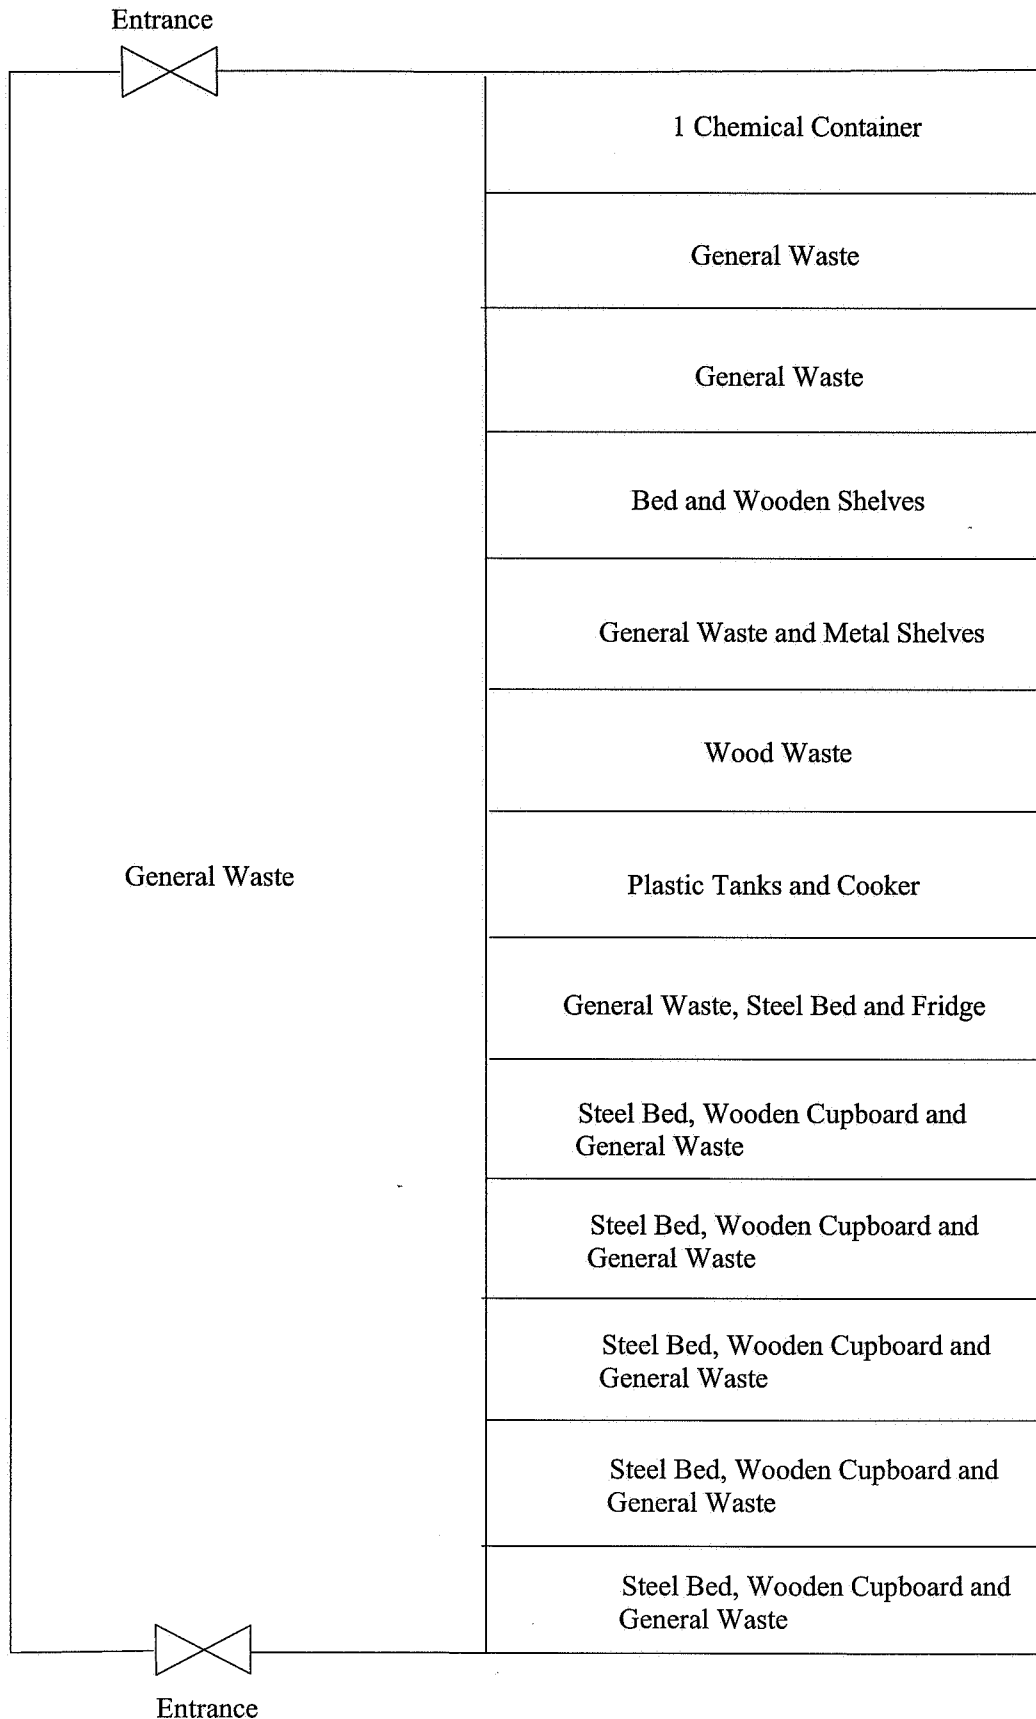 Entrance
1 Chemical Container
General Waste
General Waste
Bed and Wooden Shelves
General Waste and Metal Shelves
Wood Waste
General Waste
Plastic Tanks and Cooker
General Waste, Steel Bed and Fridge
Steel Bed, Wooden Cupboard and
General Waste
Steel Bed, Wooden Cupboard and
General Waste
Steel Bed, Wooden Cupboard and
General Waste
Steel Bed, Wooden Cupboard and
General Waste
Steel Bed, Wooden Cupboard and
General Waste
Entrance